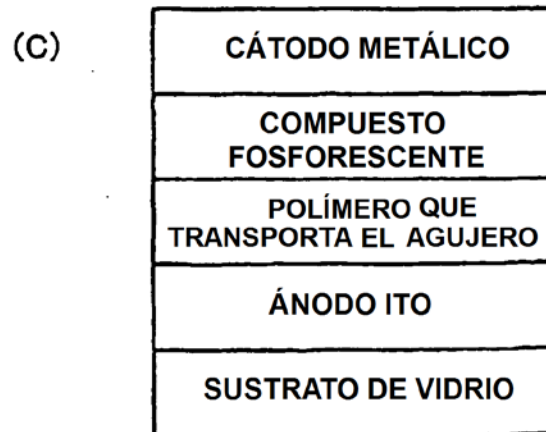 (C)
CÁTODO METÁLICO
COMPUESTO
FOSFORESCENTE
POLÍMERO QUE
TRANSPORTA EL AGUJERO
ÁNODO ITO
SUSTRATO DE VIDRIO